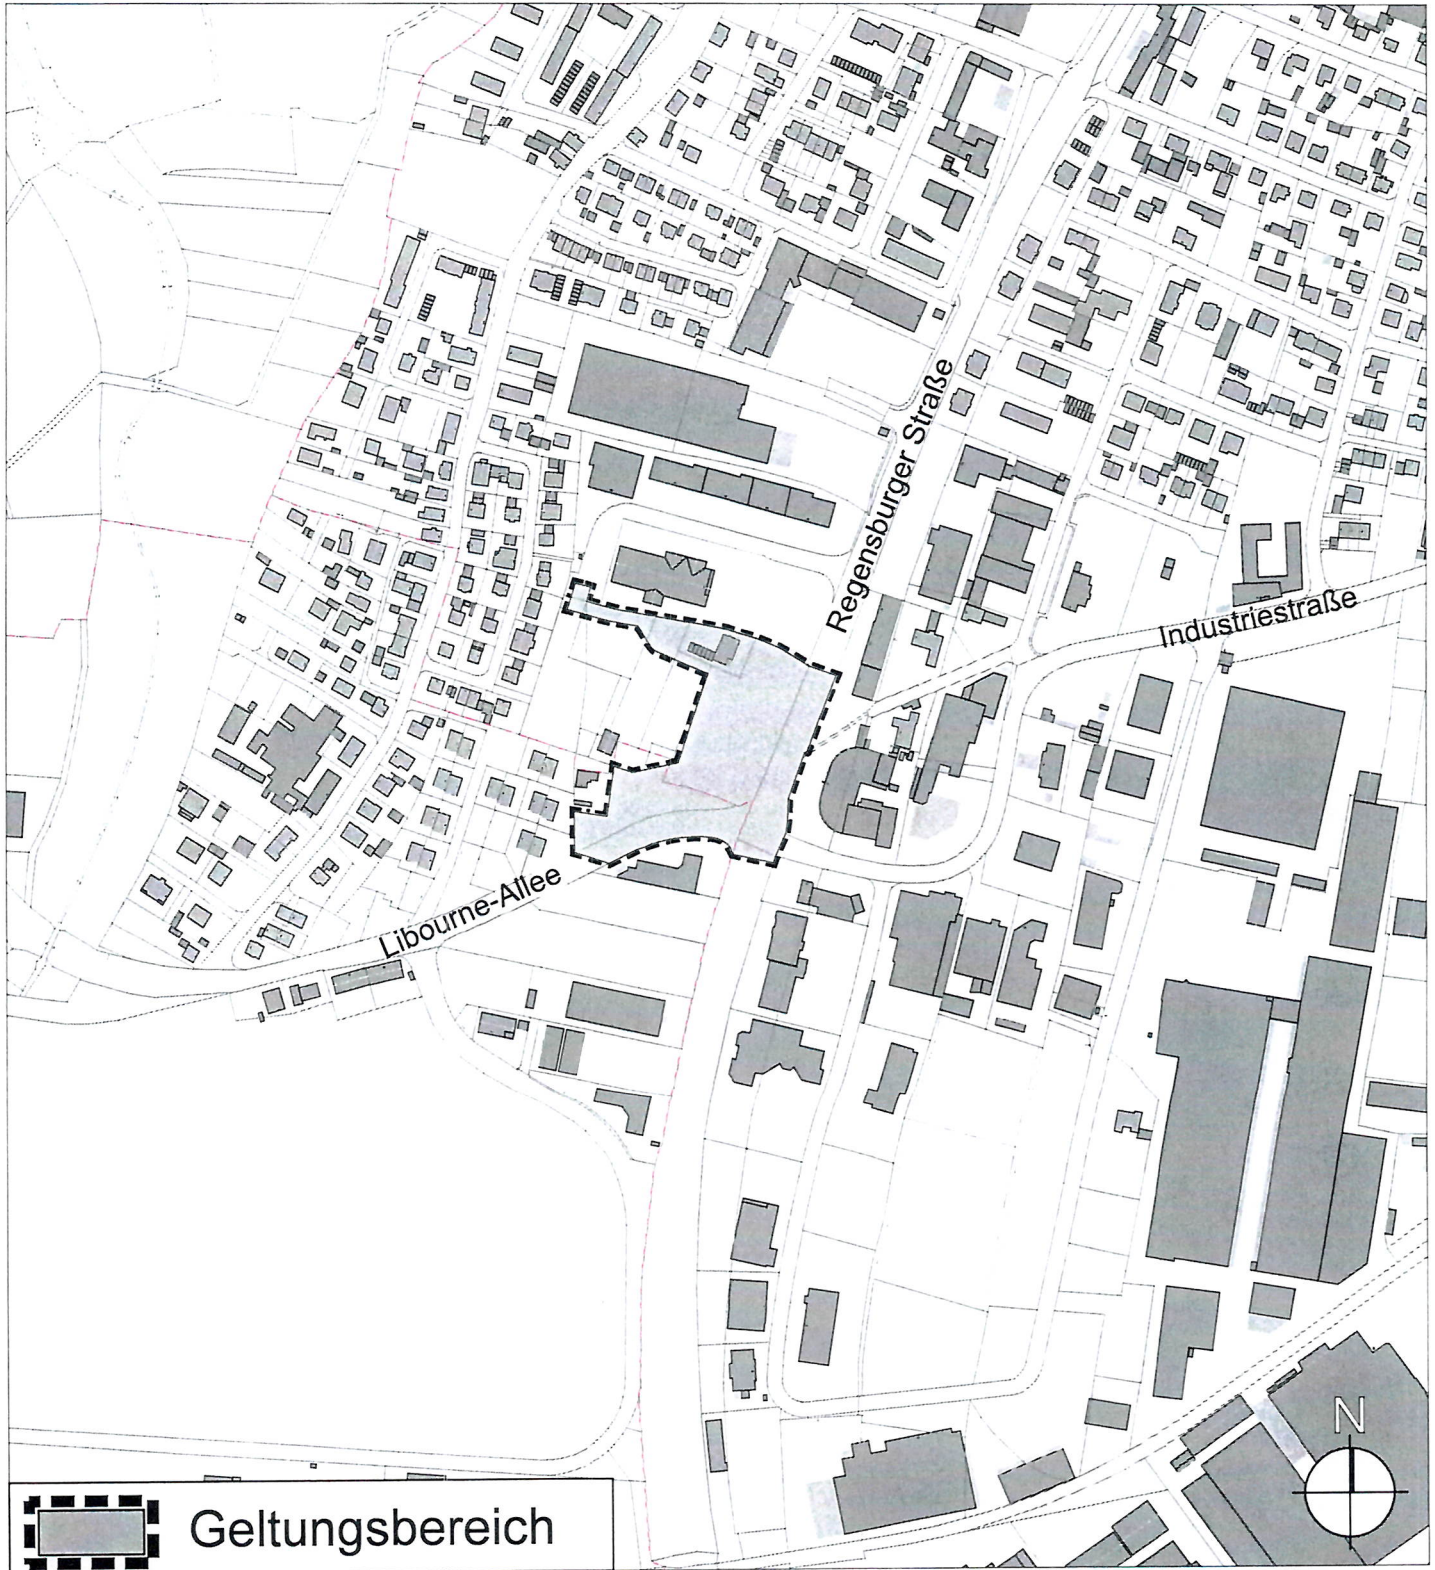 Regensburger Straße
Industriestraße
Libourne-Allee
N
Geltungsbereich